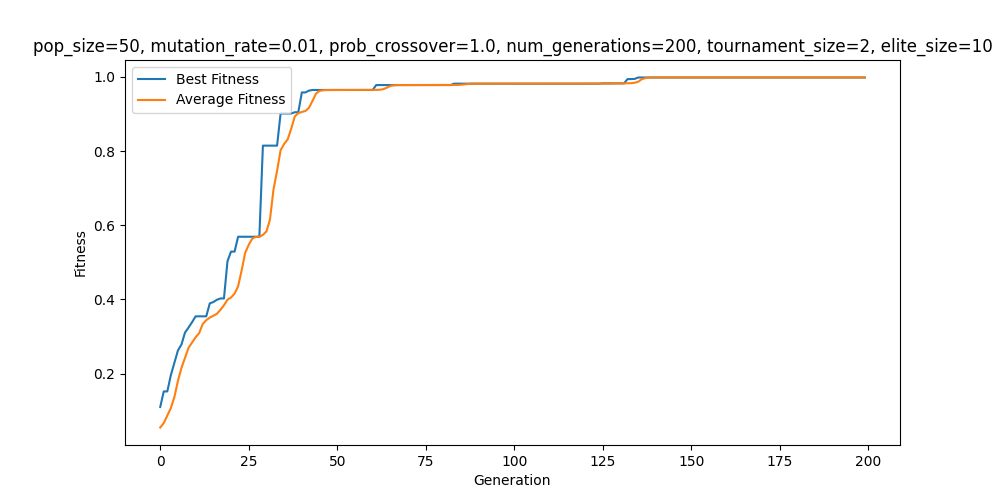 pop_size=50, mutation_rate=0.01, prob_crossover=1.0, num_generations=200, tournament_size=2, elite_size=10
1.0
Best Fitness
Average Fitness
0.8
0.6
Fitness
0.4
0.2
0 25 50 75 100 125 150 175 200
Generation